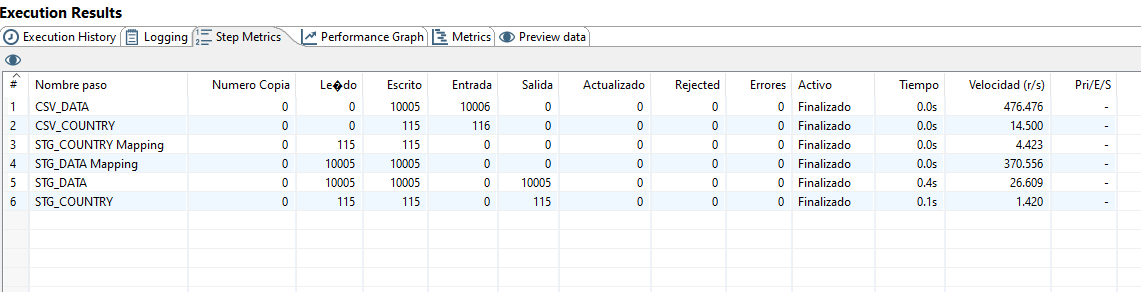 Execution Results
Execution History Logging Step Metrics Performance Graph Metrics Preview data
# Nombre paso Numero Copia Le�do Escrito Entrada Salida Actualizado Rejected Errores Activo Tiempo Velocidad (r/s) Pri/E/S
1 CSV_DATA 0 0 10005 10006 0 0 0 0 Finalizado 0.0s 476.476 -
2 CSV_COUNTRY 0 0 115 116 0 0 0 0 Finalizado 0.0s 14.500 -
3 STG_COUNTRY Mapping 0 115 115 0 0 0 0 0 Finalizado 0.0s 4.423 -
4 STG_DATA Mapping 0 10005 10005 0 0 0 0 0 Finalizado 0.0s 370.556 -
5 STG_DATA 0 10005 10005 0 10005 0 0 0 Finalizado 0.4s 26.609 -
6 STG_COUNTRY 0 115 115 0 115 0 0 0 Finalizado 0.1s 1.420 -